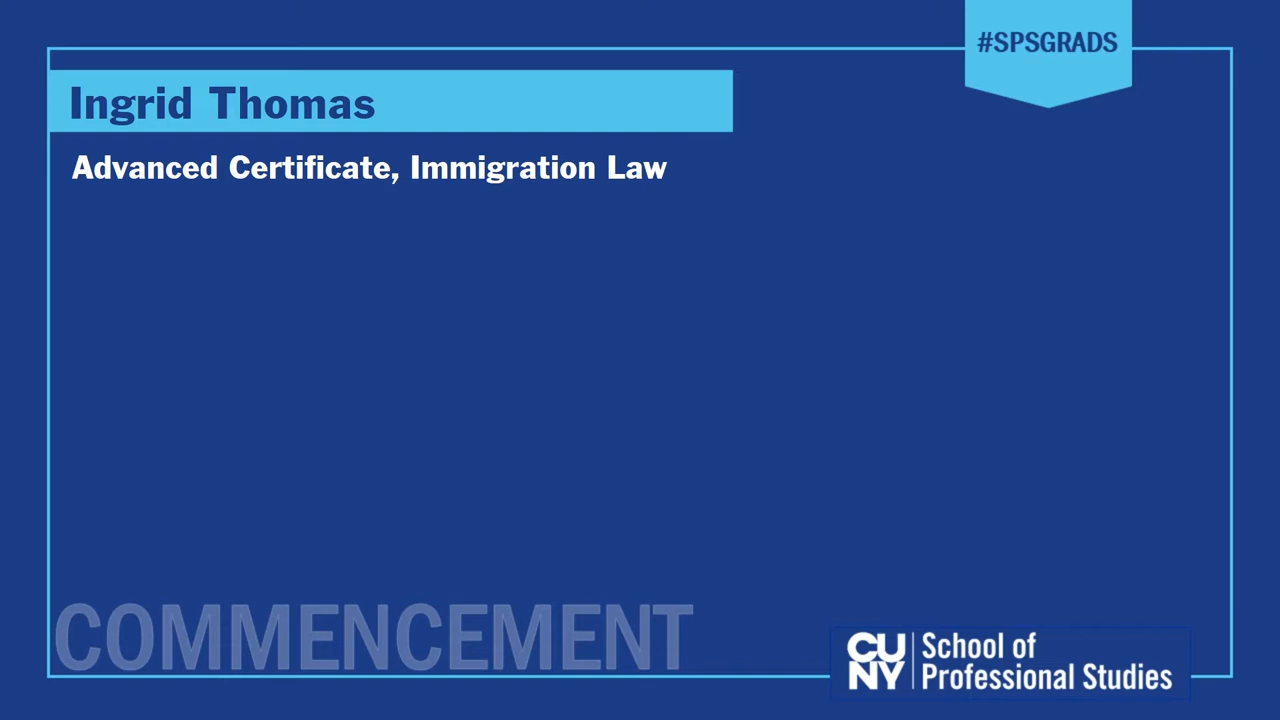 #SPSGRADS
Ingrid Thomas
Advanced Certificate, Immigration Law
COMMENCEMENT
CU
NY
School of
Professional Studies